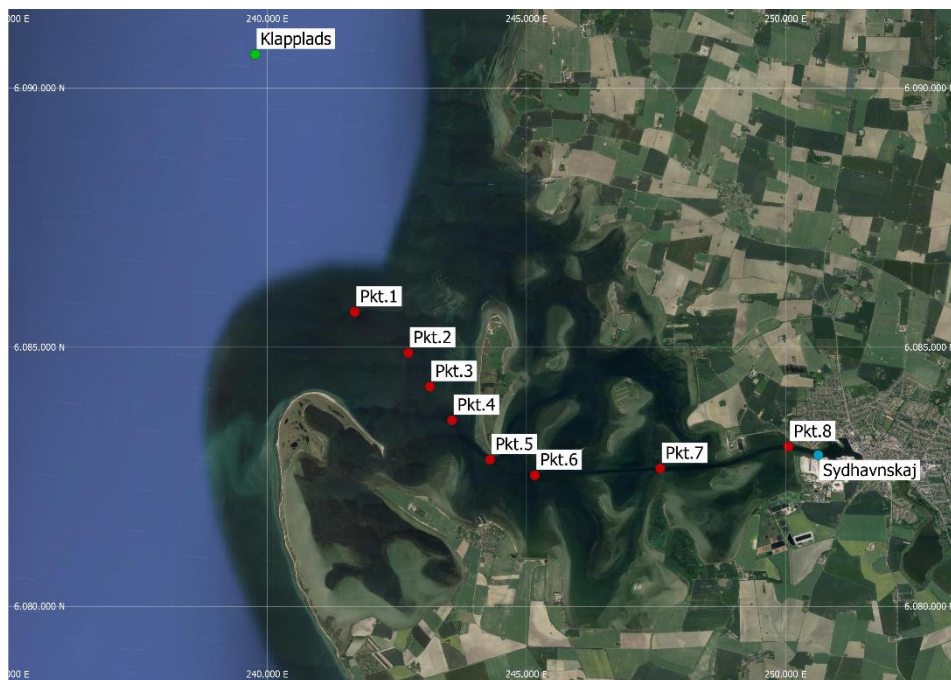 .000 E
240.000 E
245.000 E
250.000 E
Klapplads
6.090.000 N
6.090.000 N
Pkt.1
6.085.000 N
Pkt.2
6.085.000 N
Pkt.3
Pkt.4
Pkt.8
Pkt.5
Pkt.6
Pkt.7
Sydhavnskaj
6.080.000 N
6.080.000 N
.000 E
240.000 E
245.000 E
250.000 E